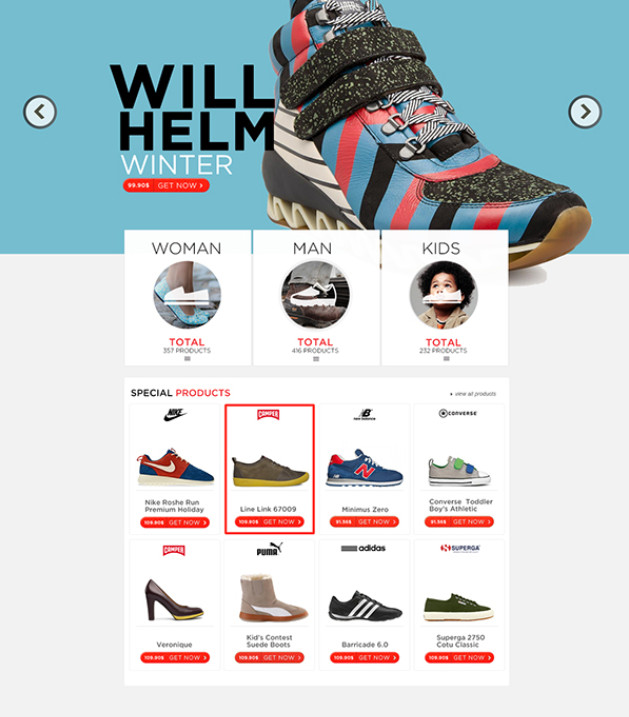 WILL
HELM
WINTER
99.90$ GET NOW
WOMAN MAN KIDS
TOTAL TOTAL TOTAL
357 PRODUCTS 416 PRODUCTS 232 PRODUCTS
SPECIAL PRODUCTS view all products
NIKE CAMPER new balance CONVERSE
Nike Roshe Run
Premium Holiday
Line Link 67009
Minimus Zero
Converse Toddler
Boy's Athletic
109.90$ GET NOW 109.90$ GET NOW 91.90$ GET NOW 91.90$ GET NOW
CAMPER PUMA adidas SUPERGA
Veronique
Kid's Contest
Suede Boots
Barricade 6.0
Superga 2750
Cotu Classic
109.90$ GET NOW 109.90$ GET NOW 109.90$ GET NOW 109.90$ GET NOW